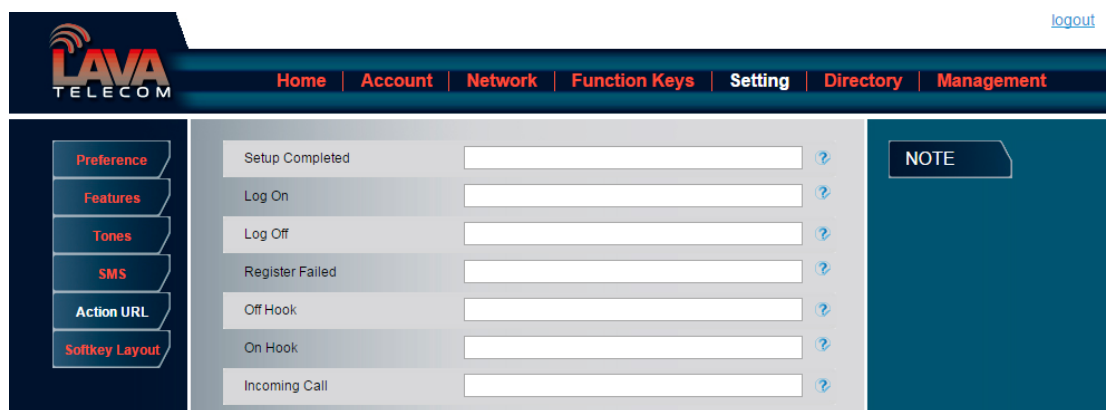 logout
LAVA
TELECOM
Home | Account | Network | Function Keys | Setting | Directory | Management
Preference
Features
Tones
SMS
Action URL
Softkey Layout
Setup Completed
Log On
Log Off
Register Failed
Off Hook
On Hook
Incoming Call
NOTE